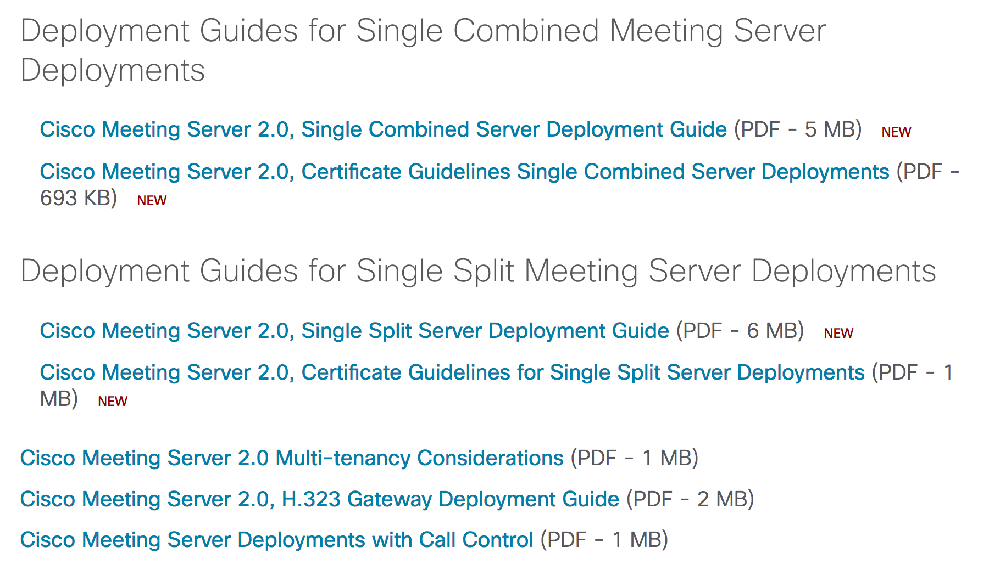 Deployment Guides for Single Combined Meeting Server
Deployments
Cisco Meeting Server 2.0, Single Combined Server Deployment Guide (PDF - 5 MB) NEW
Cisco Meeting Server 2.0, Certificate Guidelines Single Combined Server Deployments (PDF -
693 KB) NEW
Deployment Guides for Single Split Meeting Server Deployments
Cisco Meeting Server 2.0, Single Split Server Deployment Guide (PDF - 6 MB) NEW
Cisco Meeting Server 2.0, Certificate Guidelines for Single Split Server Deployments (PDF - 1
MB) NEW
Cisco Meeting Server 2.0 Multi-tenancy Considerations (PDF - 1 MB)
Cisco Meeting Server 2.0, H.323 Gateway Deployment Guide (PDF - 2 MB)
Cisco Meeting Server Deployments with Call Control (PDF - 1 MB)